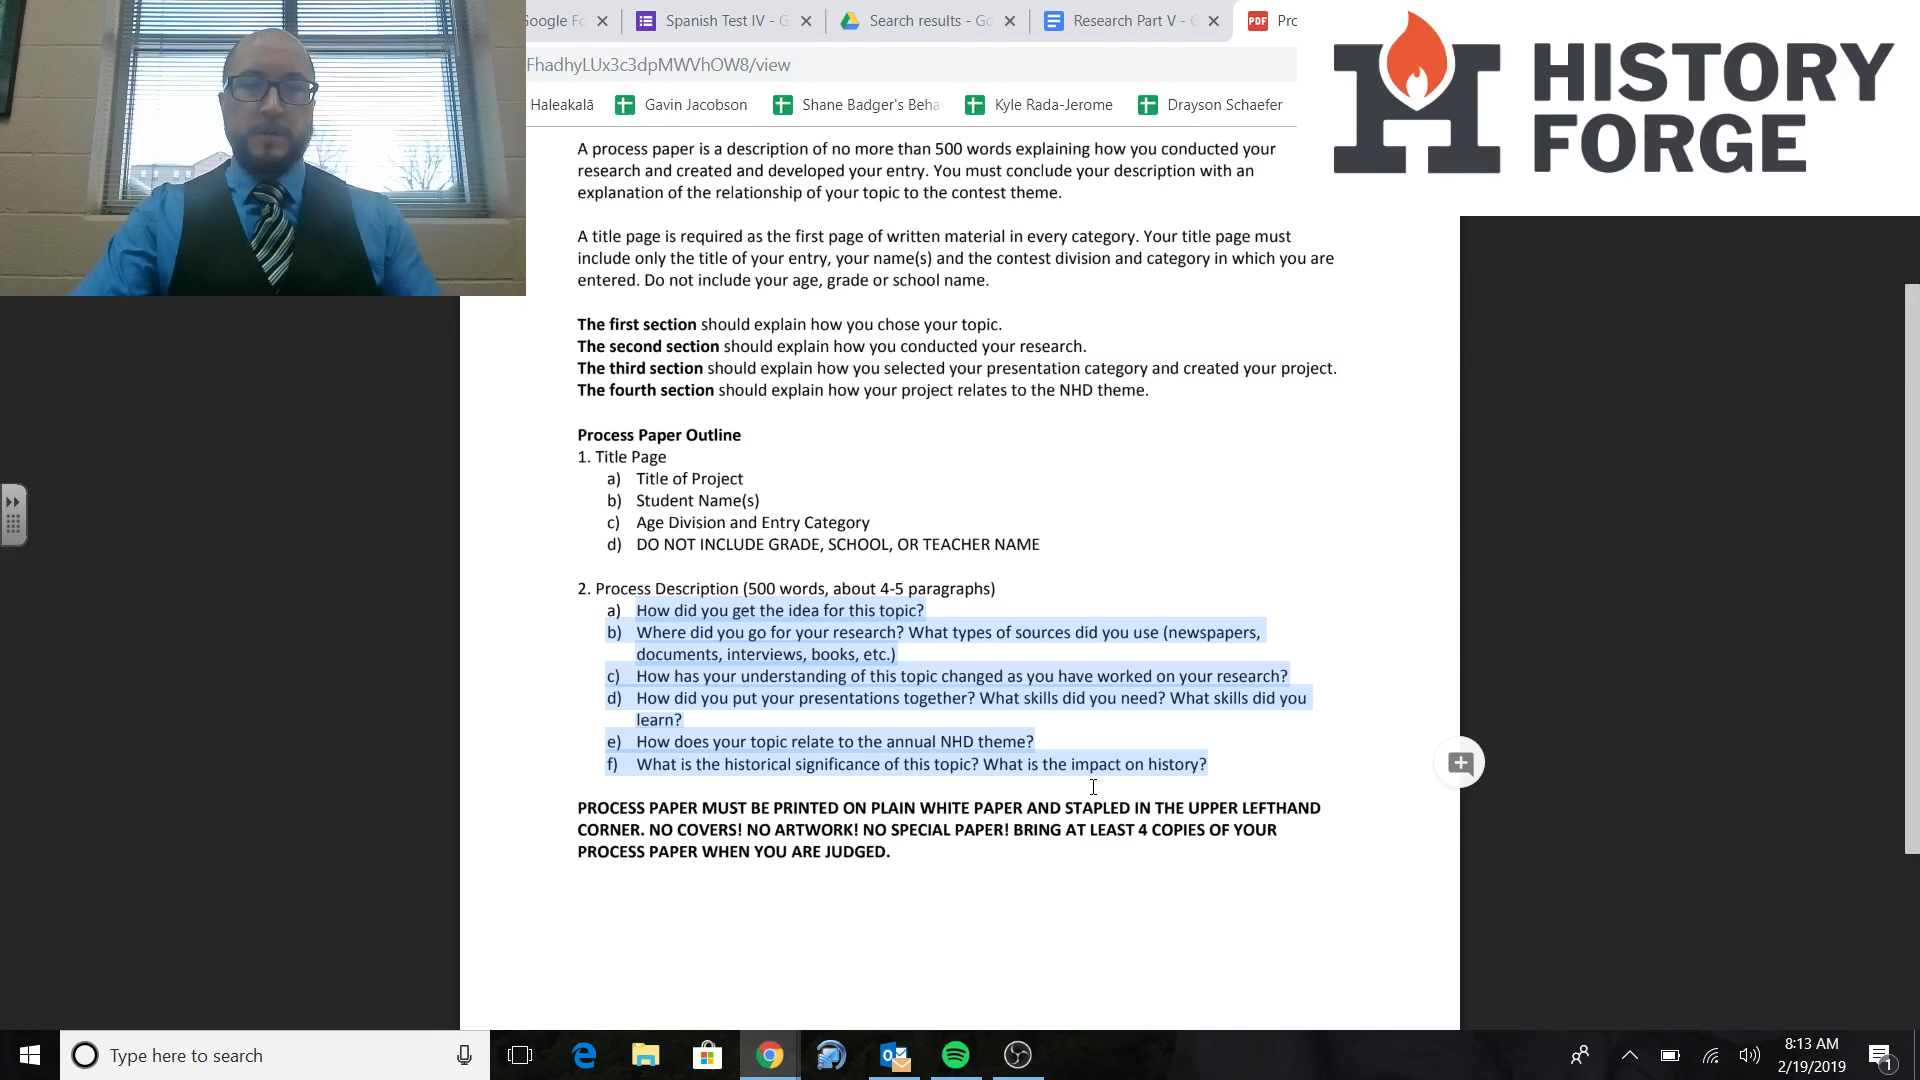 Google Fo
Spanish Test IV - G
Search results - Go
Research Part V - G
PDF
Pro
FhadhyLUx3c3dpMWVhOW8/view
Haleakalā
Gavin Jacobson
Shane Badger's Beha
Kyle Rada-Jerome
Drayson Schaefer
HISTORY
FORGE
A process paper is a description of no more than 500 words explaining how you conducted your
research and created and developed your entry. You must conclude your description with an
explanation of the relationship of your topic to the contest theme.
A title page is required as the first page of written material in every category. Your title page must
include only the title of your entry, your name(s) and the contest division and category in which you are
entered. Do not include your age, grade or school name.
The first section should explain how you chose your topic.
The second section should explain how you conducted your research.
The third section should explain how you selected your presentation category and created your project.
The fourth section should explain how your project relates to the NHD theme.
Process Paper Outline
1. Title Page
a) Title of Project
b) Student Name(s)
c) Age Division and Entry Category
d) DO NOT INCLUDE GRADE, SCHOOL, OR TEACHER NAME
2. Process Description (500 words, about 4-5 paragraphs)
a) How did you get the idea for this topic?
b) Where did you go for your research? What types of sources did you use (newspapers,
documents, interviews, books, etc.)
c) How has your understanding of this topic changed as you have worked on your research?
d) How did you put your presentations together? What skills did you need? What skills did you
learn?
e) How does your topic relate to the annual NHD theme?
f) What is the historical significance of this topic? What is the impact on history?
PROCESS PAPER MUST BE PRINTED ON PLAIN WHITE PAPER AND STAPLED IN THE UPPER LEFTHAND
CORNER. NO COVERS! NO ARTWORK! NO SPECIAL PAPER! BRING AT LEAST 4 COPIES OF YOUR
PROCESS PAPER WHEN YOU ARE JUDGED.
Type here to search
8:13 AM
2/19/2019
1